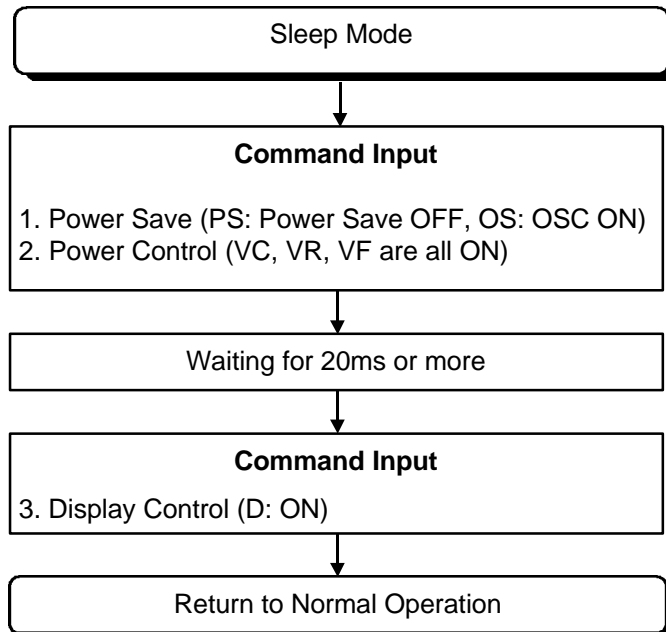 Sleep Mode
Command Input
1. Power Save (PS: Power Save OFF, OS: OSC ON)
2. Power Control (VC, VR, VF are all ON)
Waiting for 20ms or more
Command Input
3. Display Control (D: ON)
Return to Normal Operation